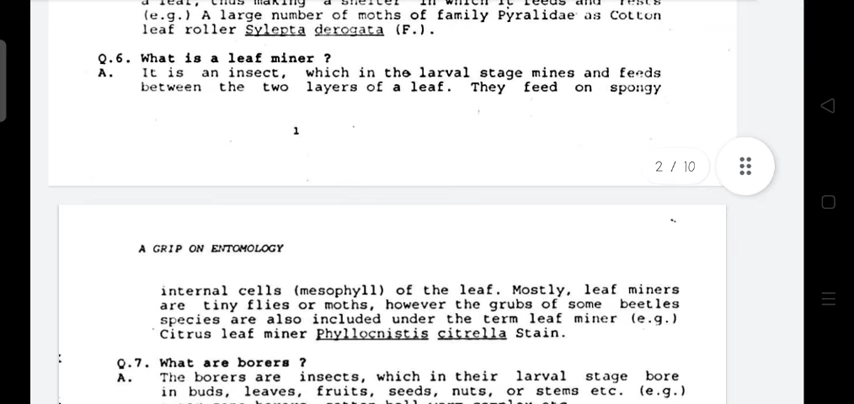 (e.g.) A large number of moths of family Pyralidae as Cotton
leaf roller Sylepta derogata (F.).
Q.6. What is a leaf miner ?
A. It is an insect, which in the larval stage mines and feeds
between the two layers of a leaf. They feed on spongy
1
2 / 10
A GRIP ON ENTOMOLOGY
internal cells (mesophyll) of the leaf. Mostly, leaf miners
are tiny flies or moths, however the grubs of some beetles
species are also included under the term leaf miner (e.g.)
Citrus leaf miner Phyllocnistis citrella Stain.
Q.7. What are borers ?
A. The borers are insects, which in their larval stage bore
in buds, leaves, fruits, seeds, nuts, or stems etc. (e.g.)